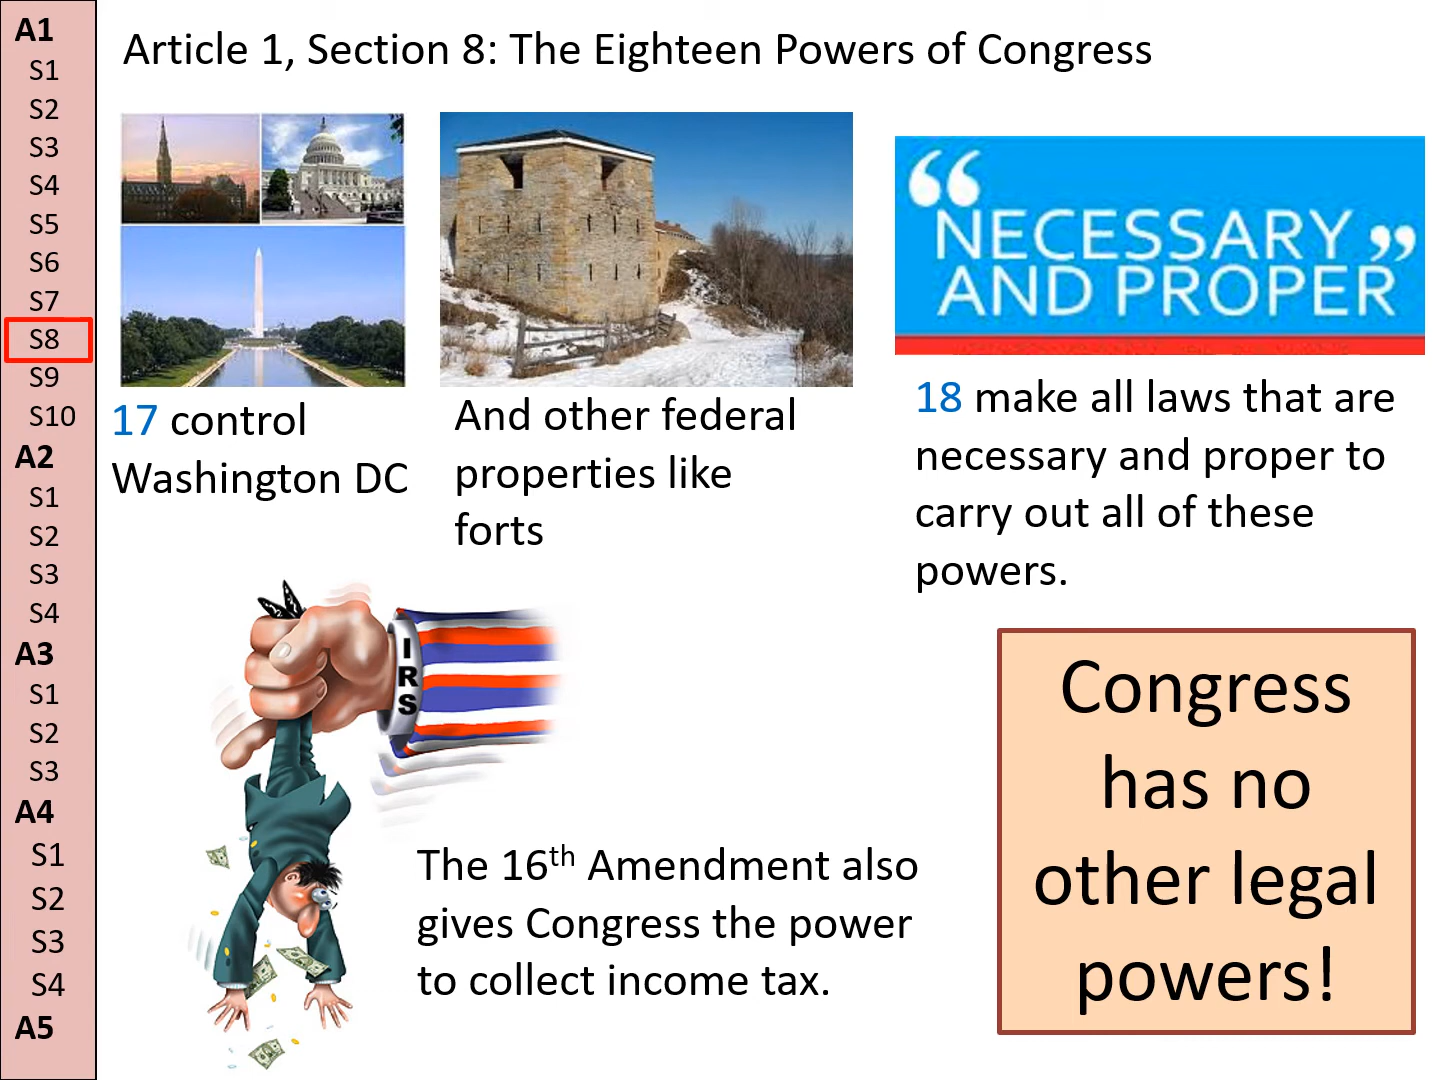 A1
S1
S2
S3
S4
S5
S6
S7
S8
S9
S10
A2
S1
S2
S3
S4
A3
S1
S2
S3
A4
S1
S2
S3
S4
A5
Article 1, Section 8: The Eighteen Powers of Congress
“NECESSARY
AND PROPER”
17 control
Washington DC
And other federal
properties like
forts
18 make all laws that are
necessary and proper to
carry out all of these
powers.
IRS
The 16th Amendment also
gives Congress the power
to collect income tax.
Congress
has no
other legal
powers!